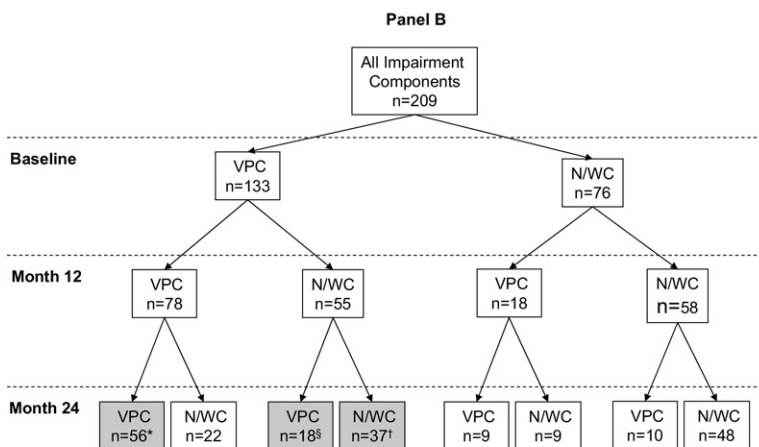 Panel B
All Impairment
Components
n=209
Baseline
VPC
n=133
N/WC
n=76
Month 12
VPC
n=78
N/WC
n=55
VPC
n=18
N/WC
n=58
Month 24
VPC
n=56*
N/WC
n=22
VPC
n=18§
N/WC
n=37†
VPC
n=9
N/WC
n=9
VPC
n=10
N/WC
n=48